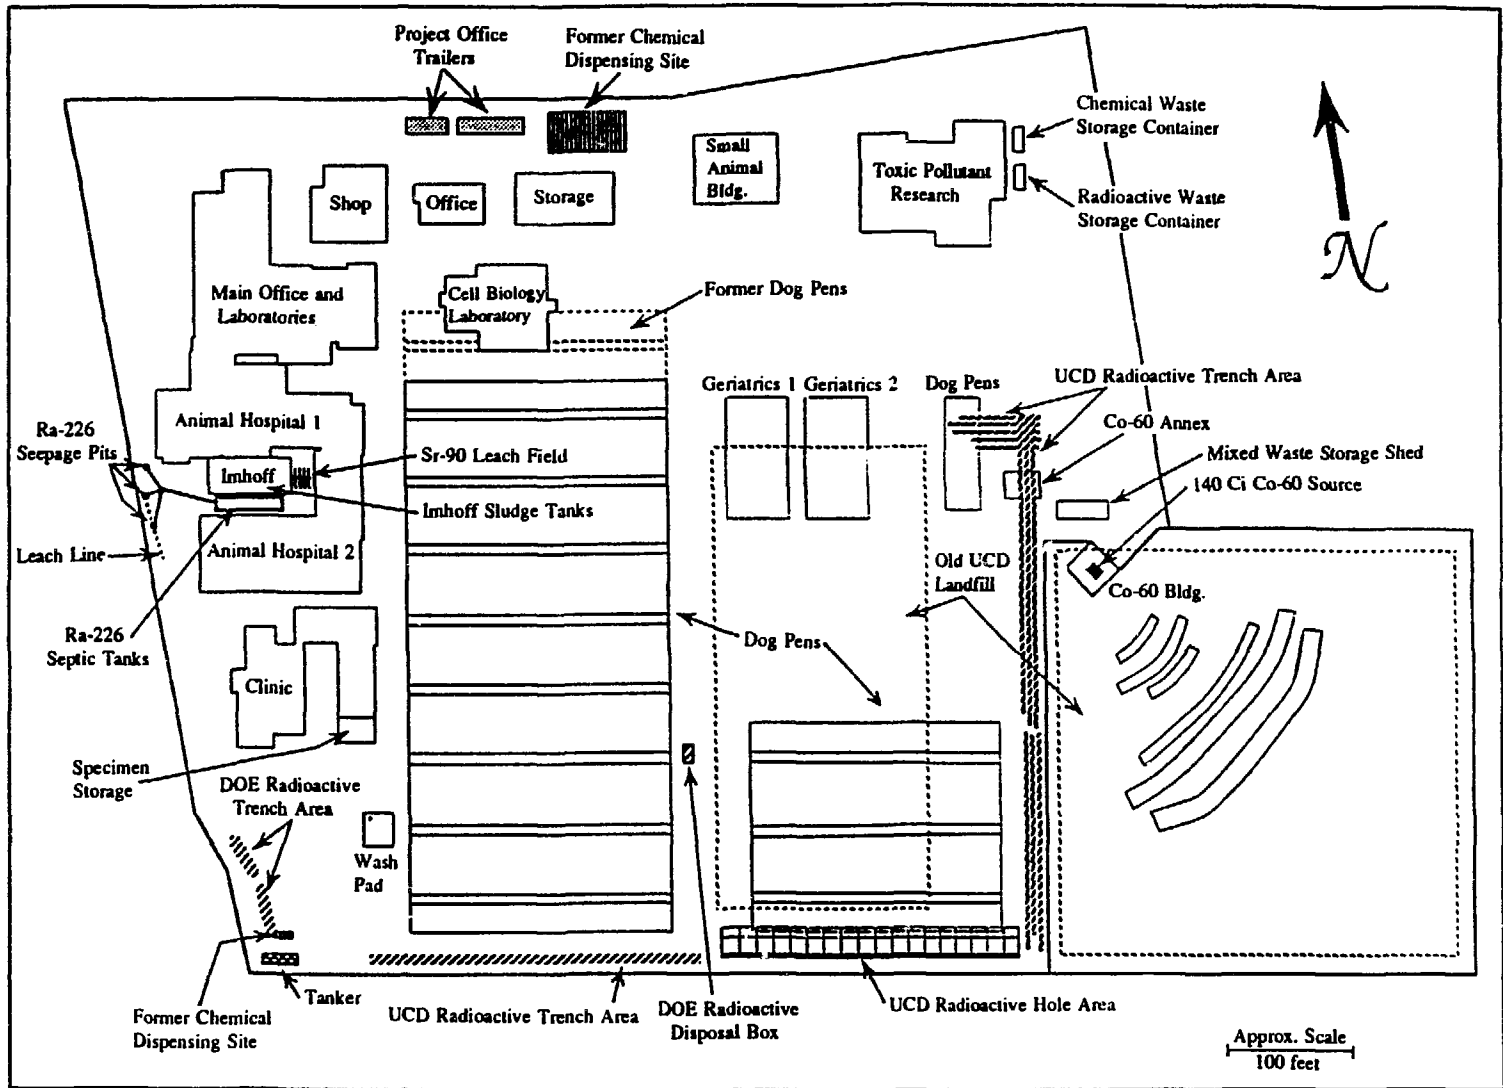 Project Office
Trailers
Former Chemical
Dispensing Site
Chemical Waste
Storage Container
Small
Animal
Bldg.
Toxic Pollutant
Research
Radioactive Waste
Storage Container
Shop
Office
Storage
N
Main Office and
Laboratories
Cell Biology
Laboratory
Former Dog Pens
Geriatrics 1
Geriatrics 2
Dog Pens
UCD Radioactive Trench Area
Co-60 Annex
Animal Hospital 1
Ra-226
Seepage Pits
Imhoff
Sr-90 Leach Field
Mixed Waste Storage Shed
140 Ci Co-60 Source
Imhoff Sludge Tanks
Leach Line
Animal Hospital 2
Old UCD
Landfill
Co-60 Bldg.
Ra-226
Septic Tanks
Dog Pens
Clinic
Specimen
Storage
DOE Radioactive
Trench Area
Wash
Pad
Tanker
Former Chemical
Dispensing Site
UCD Radioactive Trench Area
DOE Radioactive
Disposal Box
UCD Radioactive Hole Area
Approx. Scale
100 feet